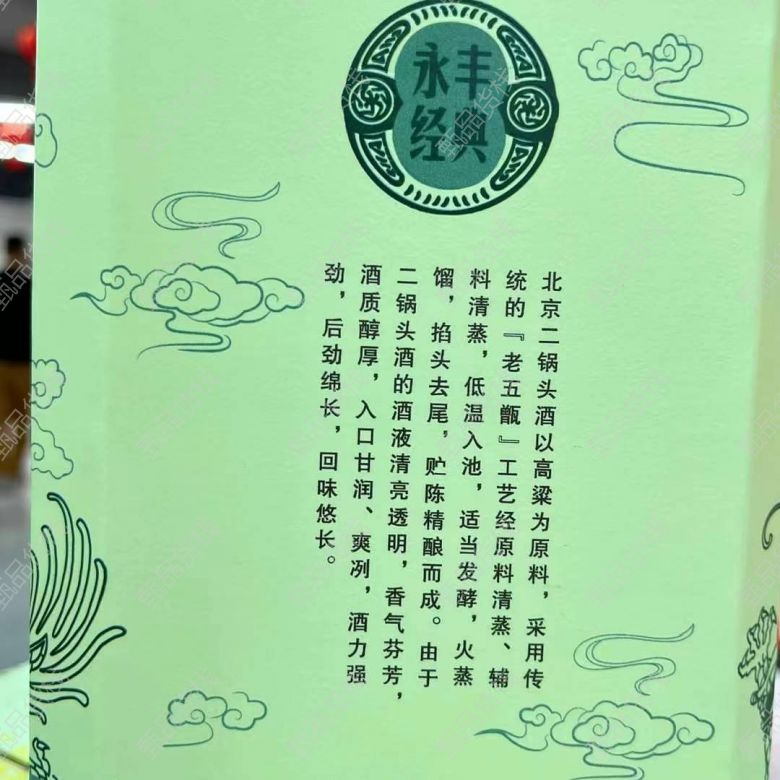 永丰
经典
北京二锅头酒以高粱为原料，采用传
统的『老五甑』工艺经原料清蒸、辅
料清蒸，低温入池，适当发酵，火蒸
馏，掐头去尾，贮陈精酿而成。由于
二锅头酒的酒液清亮透明，香气芬芳，
酒质醇厚，入口甘润、爽冽，酒力强
劲，后劲绵长，回味悠长。
甄品货栈